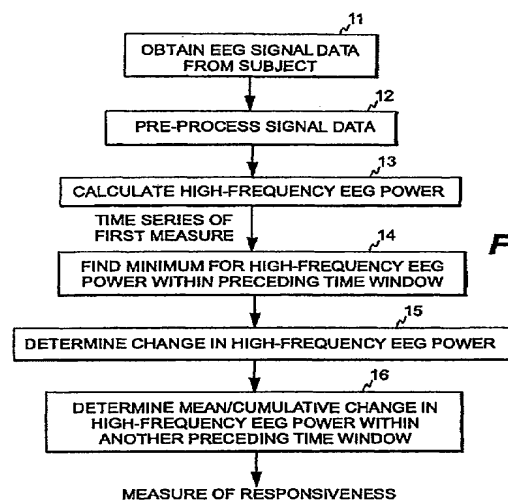 11
OBTAIN EEG SIGNAL DATA
FROM SUBJECT
12
PRE-PROCESS SIGNAL DATA
13
CALCULATE HIGH-FREQUENCY EEG POWER
TIME SERIES OF
FIRST MEASURE
14
FIND MINIMUM FOR HIGH-FREQUENCY EEG
POWER WITHIN PRECEDING TIME WINDOW
F
15
DETERMINE CHANGE IN HIGH-FREQUENCY EEG POWER
16
DETERMINE MEAN/CUMULATIVE CHANGE IN
HIGH-FREQUENCY EEG POWER WITHIN
ANOTHER PRECEDING TIME WINDOW
MEASURE OF RESPONSIVENESS